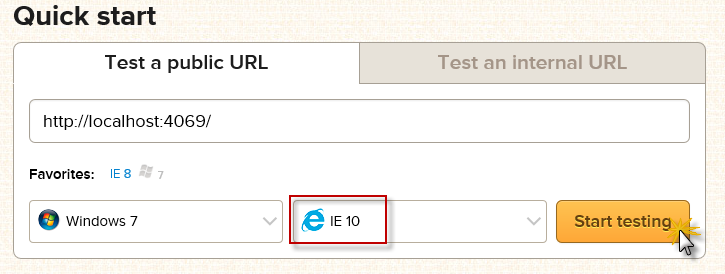 Quick start
Test a public URL Test an internal URL
http://localhost:4069/
Favorites: IE 8 7
Windows 7 IE 10 Start testing